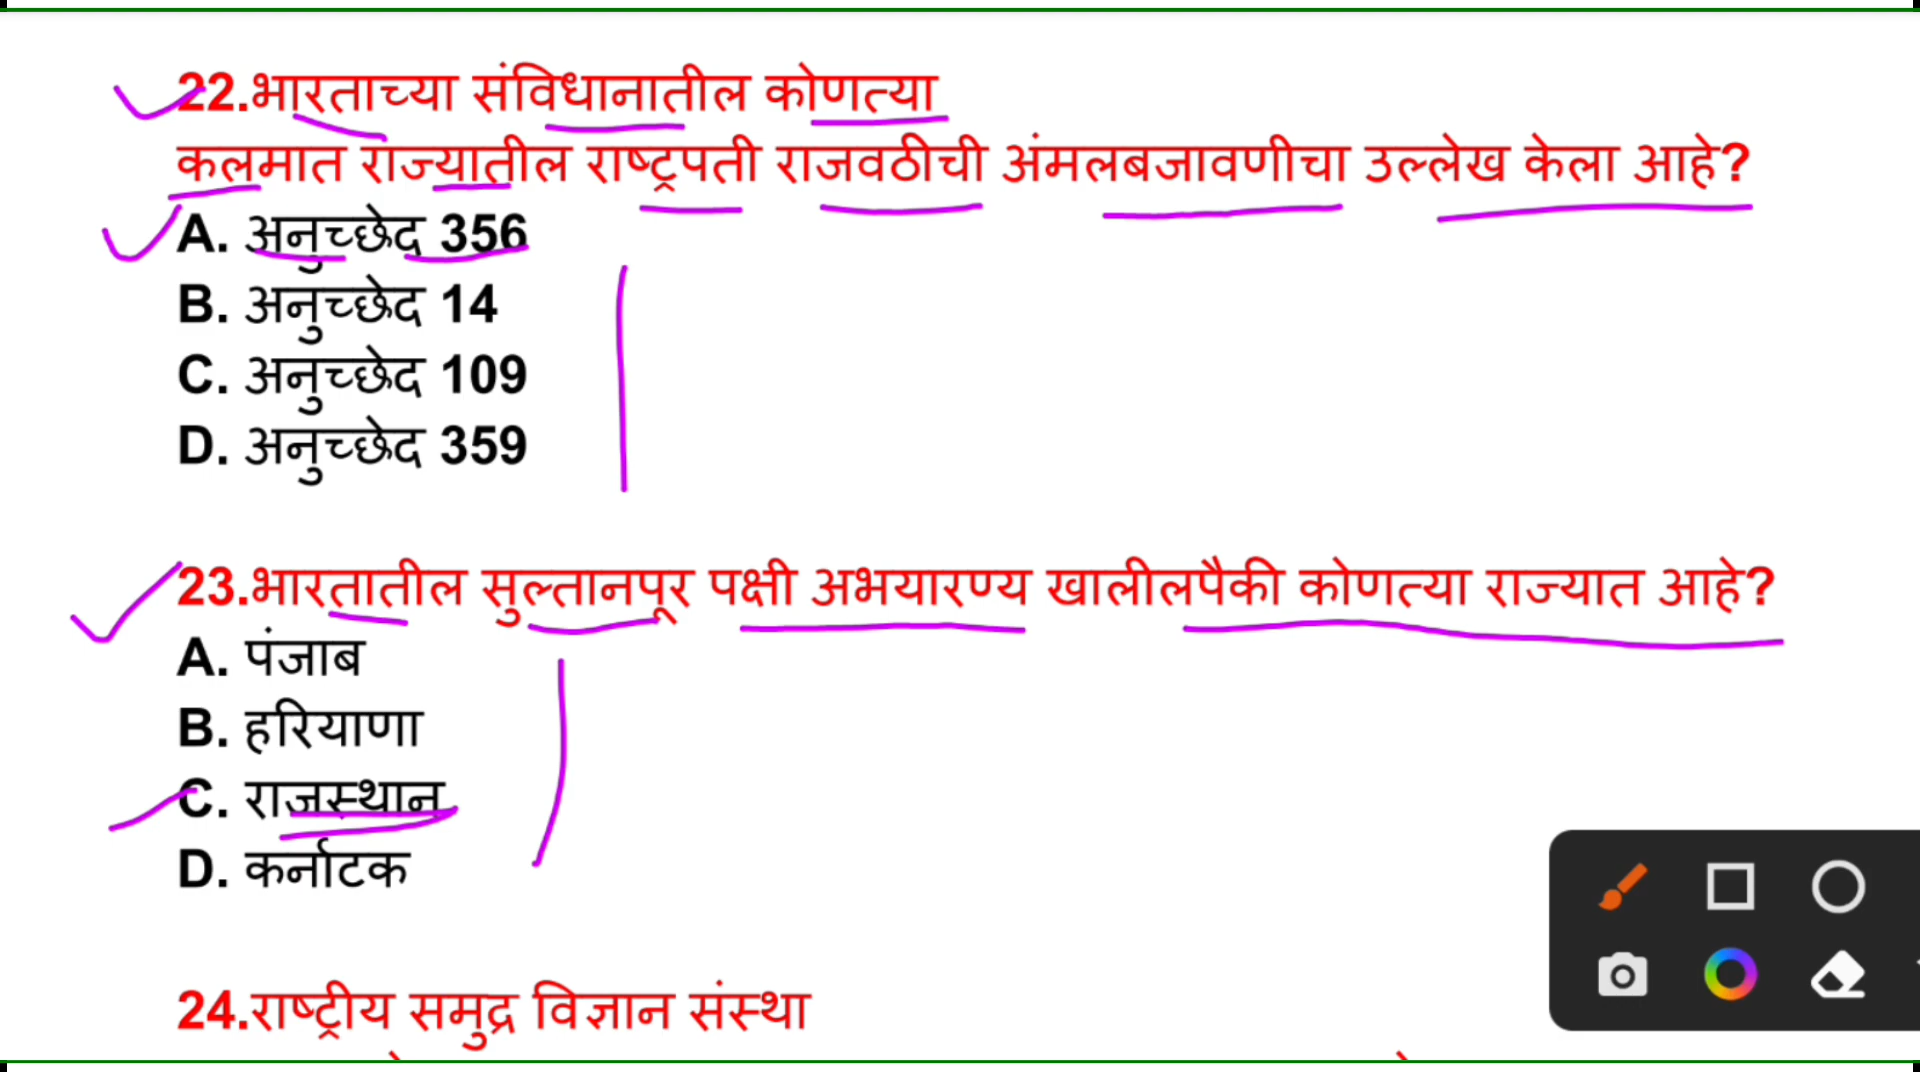 22.भारताच्या संविधानातील कोणत्या
कलमात राज्यातील राष्ट्रपती राजवठीची अंमलबजावणीचा उल्लेख केला आहे?
A. अनुच्छेद 356
B. अनुच्छेद 14
C. अनुच्छेद 109
D. अनुच्छेद 359
23.भारतातील सुल्तानपूर पक्षी अभयारण्य खालीलपैकी कोणत्या राज्यात आहे?
A. पंजाब
B. हरियाणा
C. राजस्थान
D. कर्नाटक
24.राष्ट्रीय समुद्र विज्ञान संस्था